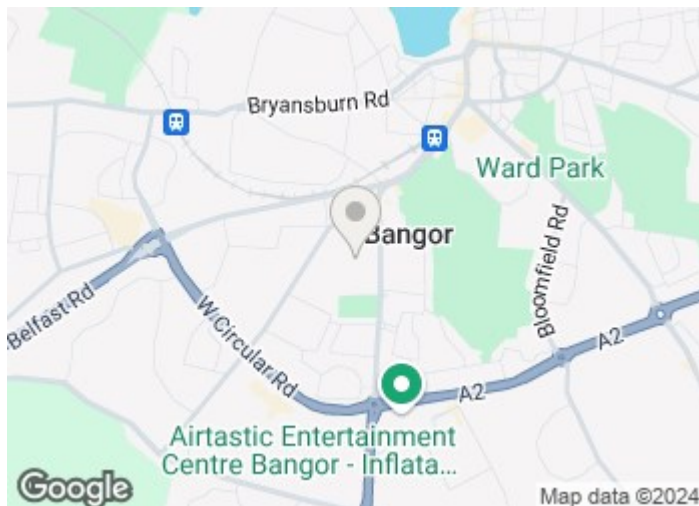 Bryansburn Rd
Ward Park
Bangor
Bloomfield Rd
Belfast Rd
W Circular Rd
A2
A2
Airtastic Entertainment
Centre Bangor - Inflata...
Google
Map data ©2024